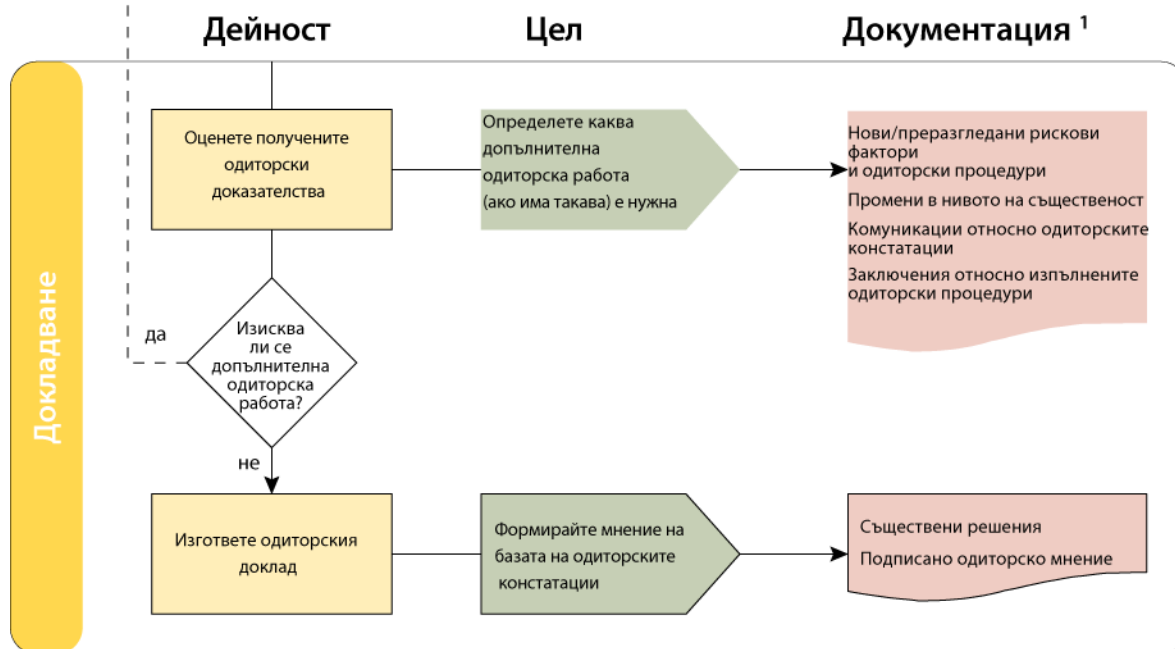 Дейност
Цел
Документация ¹
Докладване
Оценете получените
одиторски
доказателства
Определете каква
допълнителна
одиторска работа
(ако има такава) е нужна
Нови/преразгледани рискови
фактори
и одиторски процедури
Промени в нивото на същественост
Комуникации относно одиторските
констатации
Заключения относно изпълнените
одиторски процедури
да
Изисква
ли се
допълнителна
одиторска
работа?
не
Изгответе одиторския
доклад
Формирайте мнение на
базата на одиторските
констатации
Съществени решения
Подписано одиторско мнение